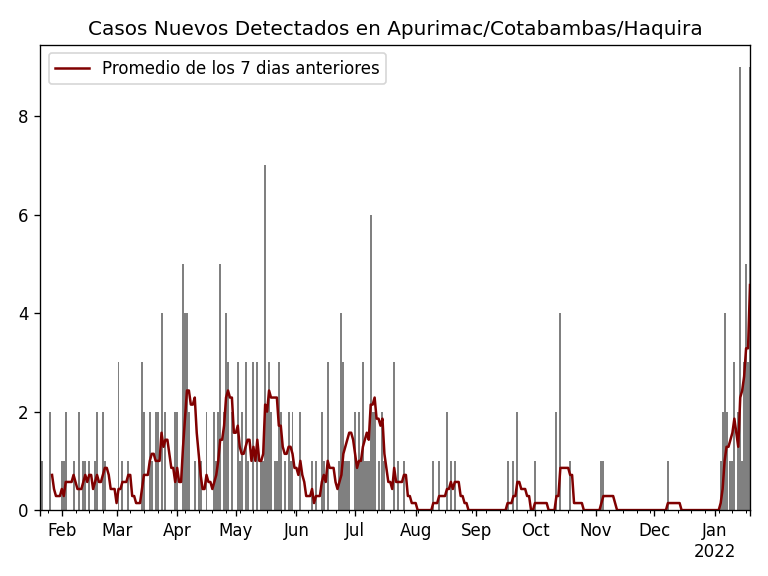 Casos Nuevos Detectados en Apurimac/Cotabambas/Haquira
Promedio de los 7 dias anteriores
8
6
4
2
0
Feb Mar Apr May Jun Jul Aug Sep Oct Nov Dec Jan
2022